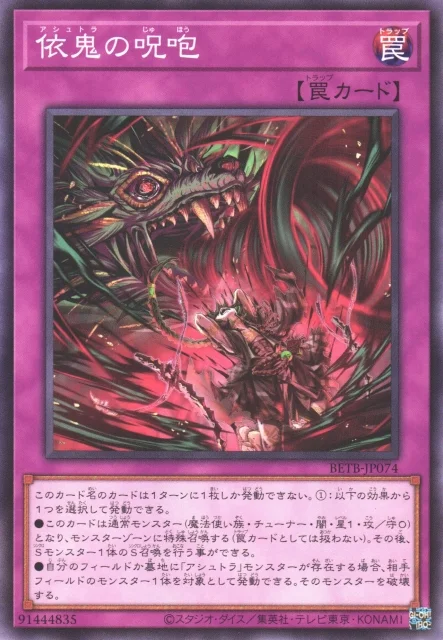 アシュトラ じゅほう
依鬼の呪咆
トラップ
罠
トラップ
【罠カード】
BETB-JP074
このカード名のカードは1ターンに1枚しか発動できない。①:以下の効果から
1つを選択して発動できる。
●このカードは通常モンスター(魔法使い族・チューナー・闇・星1・攻/守0)
となり、モンスターゾーンに特殊召喚する(罠カードとしては扱わない)。その後、
Sモンスター1体のS召喚を行う事ができる。
●自分のフィールドか墓地に「アシュトラ」モンスターが存在する場合、相手
フィールドのモンスター1体を対象として発動できる。そのモンスターを破壊
する。
91444835
©スタジオ・ダイス/集英社・テレビ東京・KONAMI